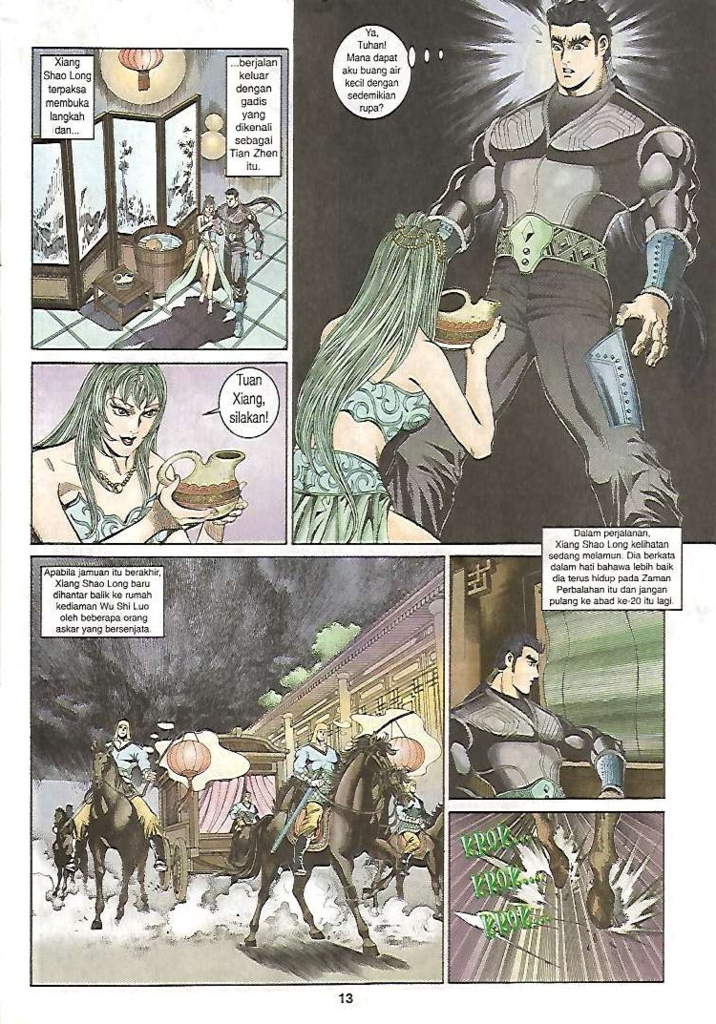 Xiang
Shao Long
terpaksa
membuka
langkah
dan...
...berjalan
keluar
dengan
gadis
yang
dikenali
sebagai
Tian Zhen
itu.
Ya,
Tuhan!
Mana dapat
aku buang air
kecil dengan
sedemikian
rupa?
Tuan
Xiang,
silakan!
Apabila jamuan itu berakhir,
Xiang Shao Long baru
dihantar balik ke rumah
kediaman Wu Shi Luo
oleh beberapa orang
askar yang bersenjata.
Dalam perjalanan,
Xiang Shao Long kelihatan
sedang melamun. Dia berkata
dalam hati bahawa lebih baik
dia terus hidup pada Zaman
Perbalahan itu dan jangan
pulang ke abad ke-20 itu lagi.
KROK...
KROK...
KROK...
13